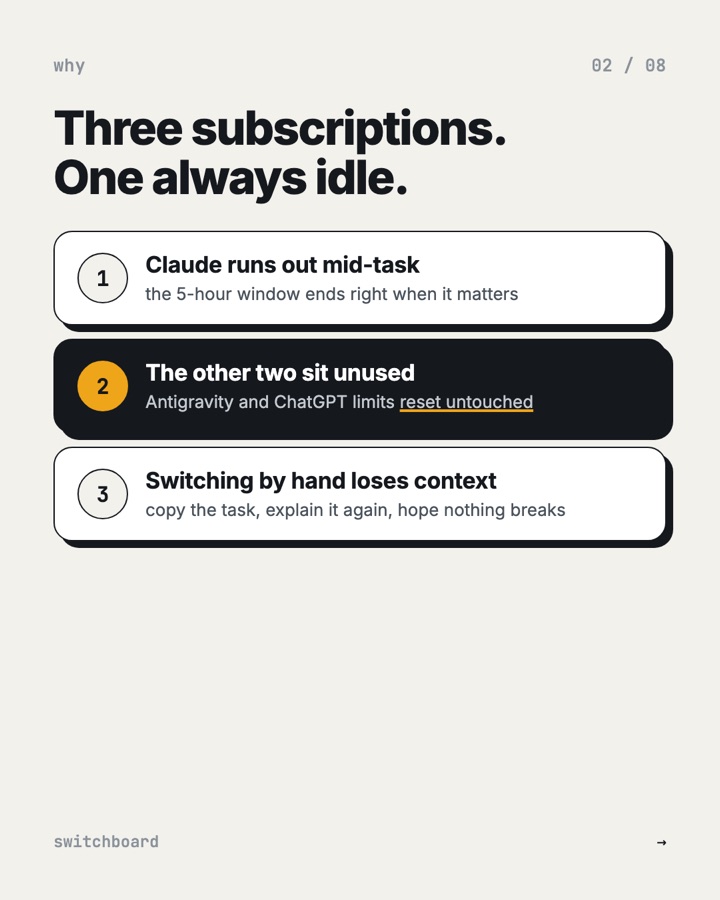 why
02 / 08
Three subscriptions.
One always idle.
1
Claude runs out mid-task
the 5-hour window ends right when it matters
2
The other two sit unused
Antigravity and ChatGPT limits reset untouched
3
Switching by hand loses context
copy the task, explain it again, hope nothing breaks
switchboard
→